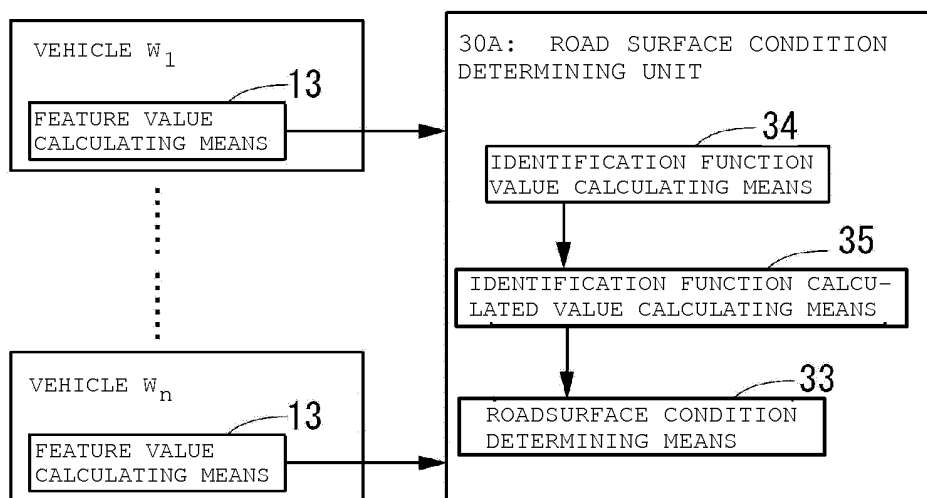 VEHICLE W1
13
FEATURE VALUE
CALCULATING MEANS
VEHICLE Wn
13
FEATURE VALUE
CALCULATING MEANS
30A: ROAD SURFACE CONDITION
DETERMINING UNIT
34
IDENTIFICATION FUNCTION
VALUE CALCULATING MEANS
35
IDENTIFICATION FUNCTION CALCU-
LATED VALUE CALCULATING MEANS
33
ROADSURFACE CONDITION
DETERMINING MEANS